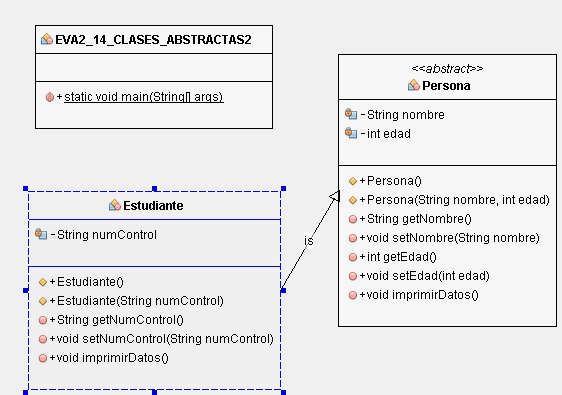 EVA2_14_CLASES_ABSTRACTAS2
+ static void main(String[] args)
<<abstract>>
Persona
- String nombre
- int edad
+ Persona()
+ Persona(String nombre, int edad)
+ String getNombre()
+ void setNombre(String nombre)
+ int getEdad()
+ void setEdad(int edad)
+ void imprimirDatos()
Estudiante
- String numControl
+ Estudiante()
+ Estudiante(String numControl)
+ String getNumControl()
+ void setNumControl(String numControl)
+ void imprimirDatos()
is